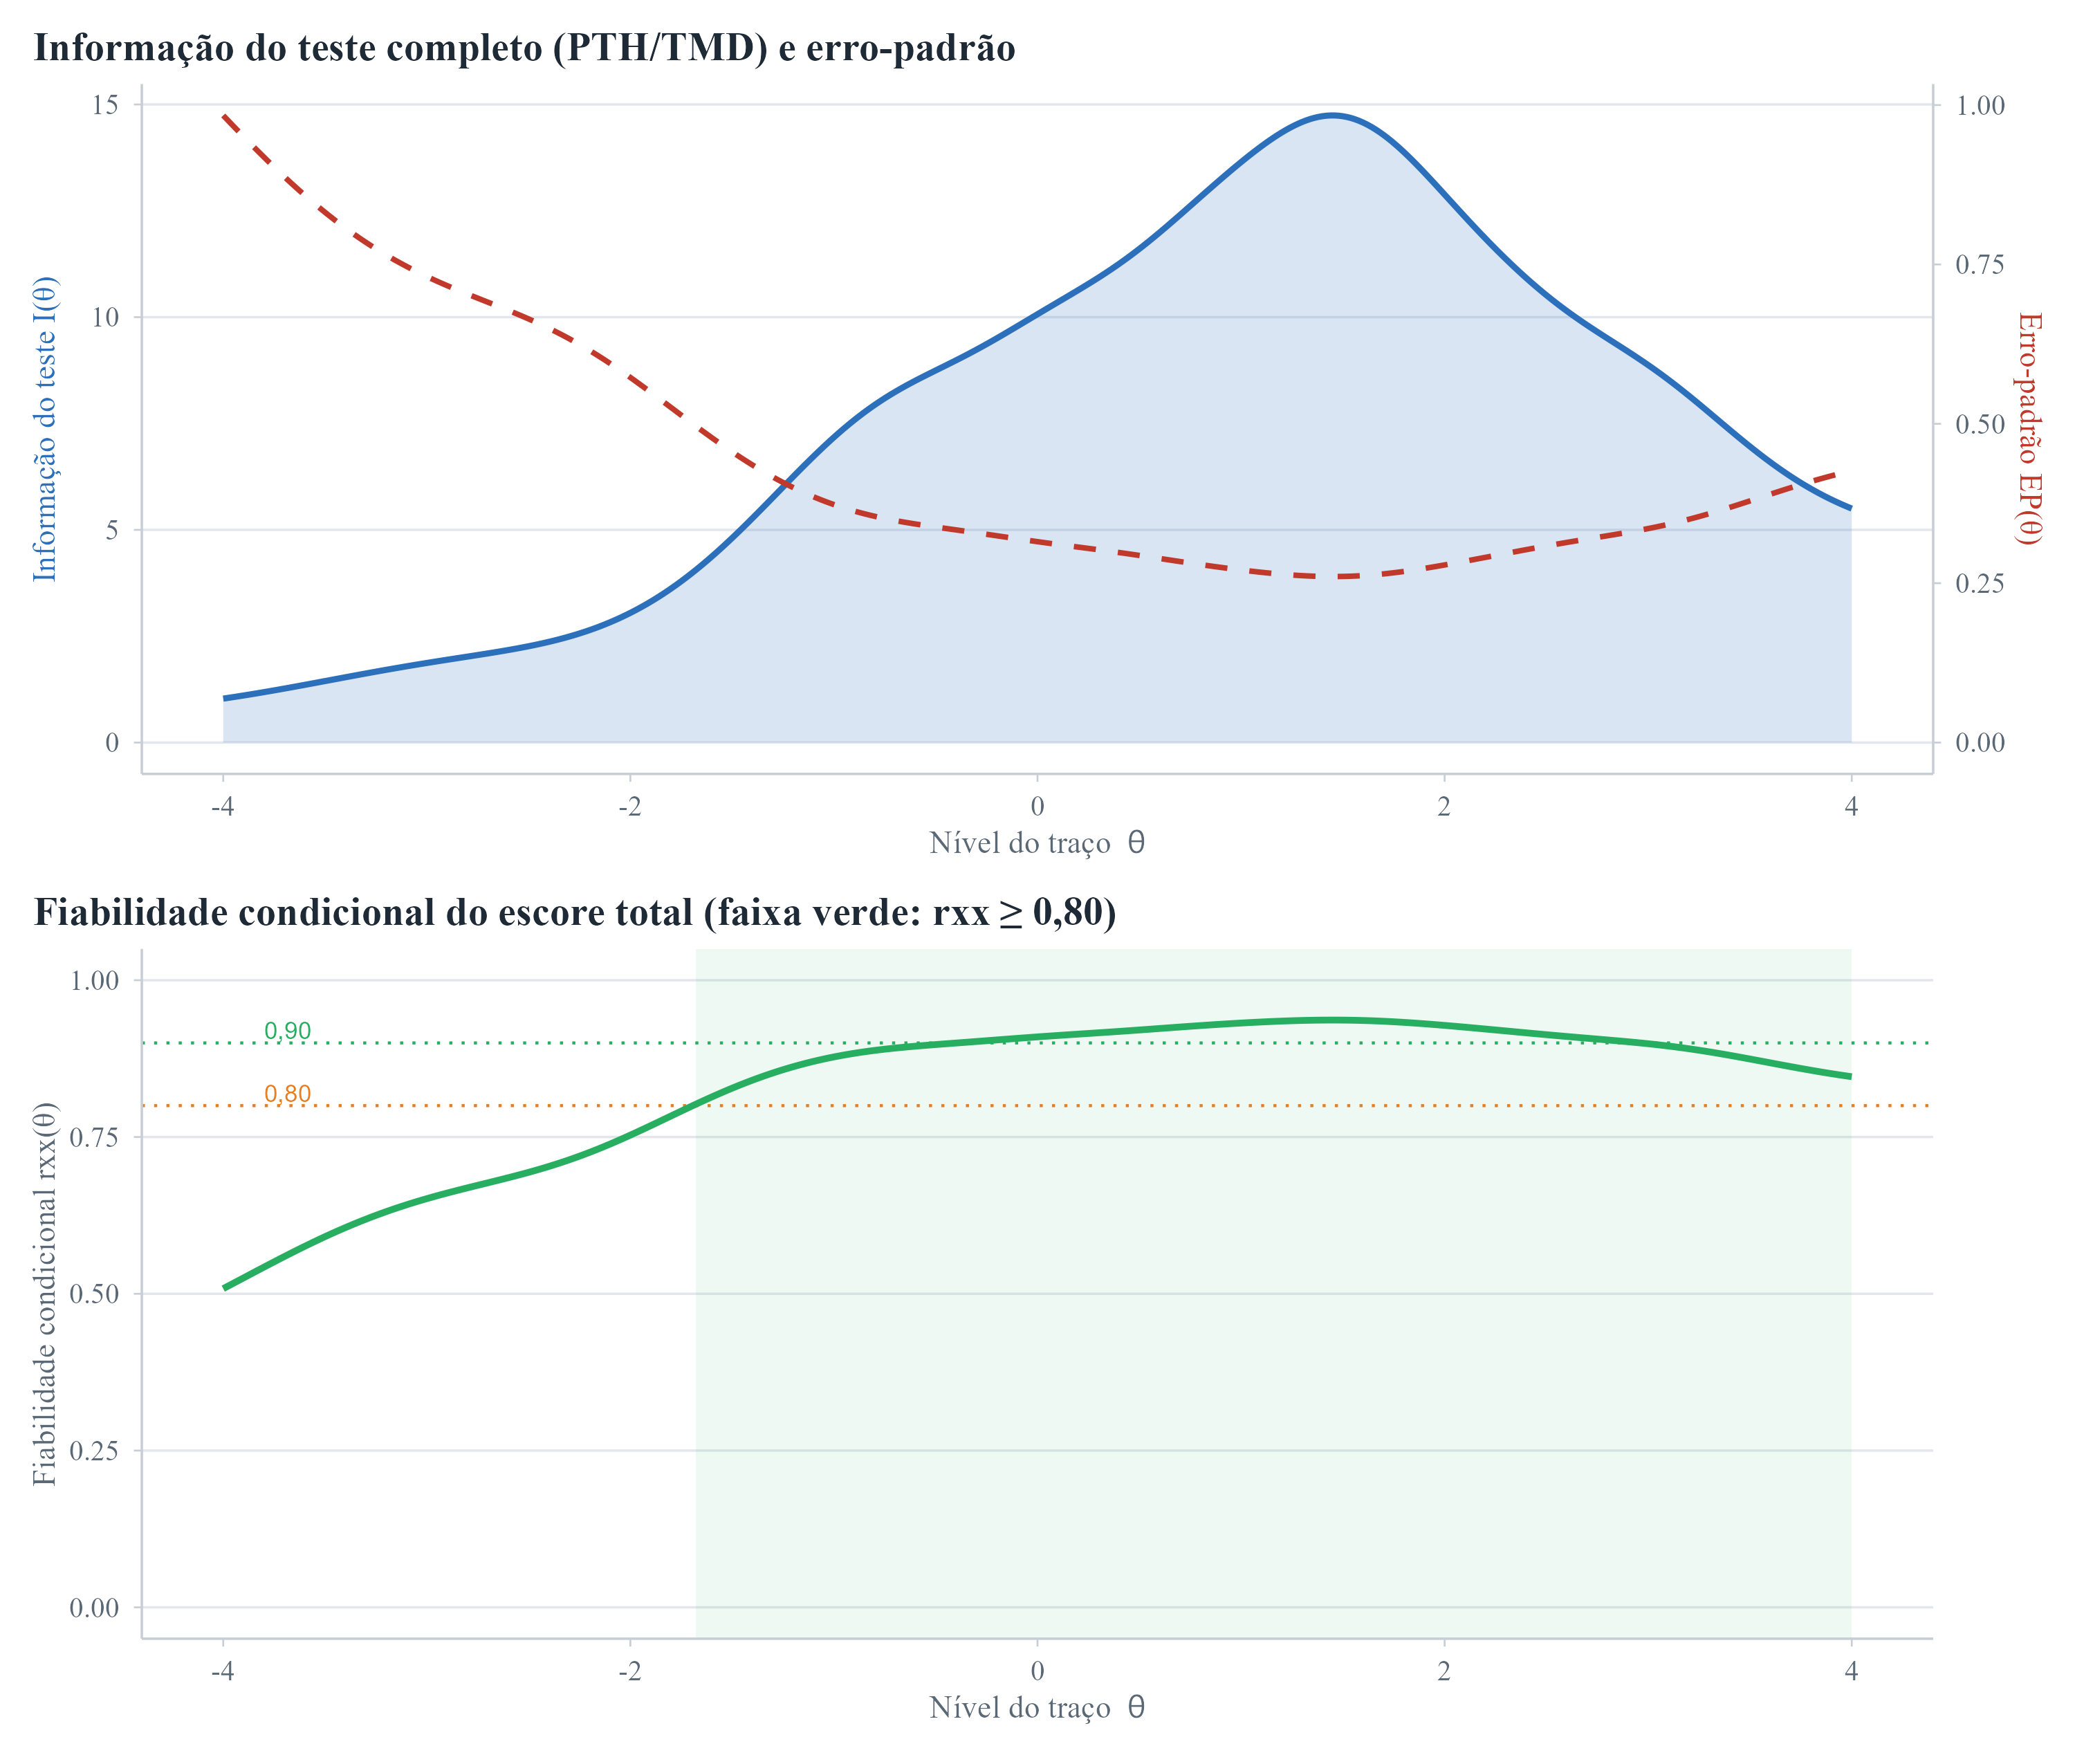 Informação do teste completo (PTH/TMD) e erro-padrão
15
10
5
0
Informação do teste I(θ)
1.00
0.75
0.50
0.25
0.00
Erro-padrão EP(θ)
-4 -2 0 2 4
Nível do traço θ
Fiabilidade condicional do escore total (faixa verde: rxx ≥ 0,80)
1.00
0.75
0.50
0.25
0.00
Fiabilidade condicional rxx(θ)
0,90
0,80
-4 -2 0 2 4
Nível do traço θ